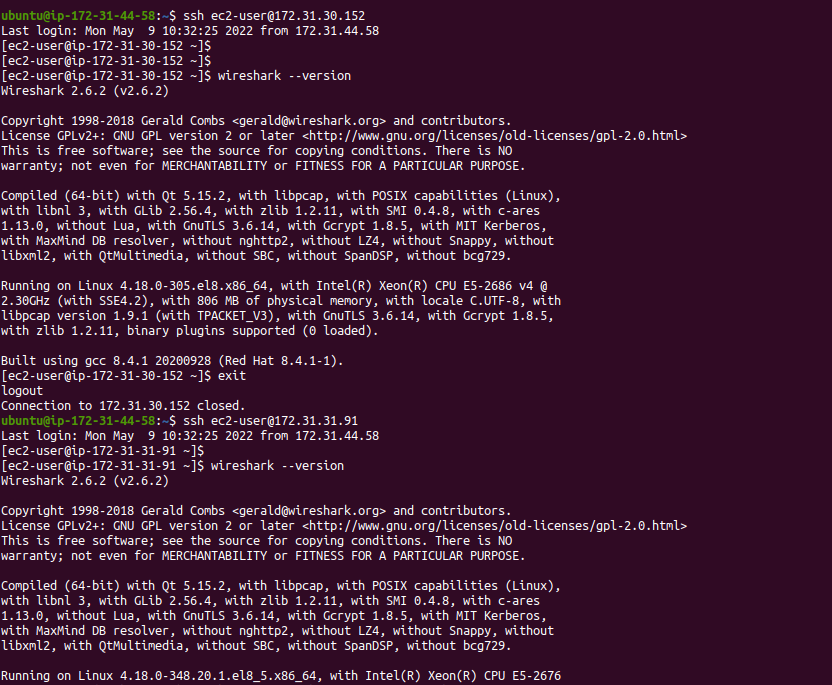 ubuntu@ip-172-31-44-58:~$ ssh ec2-user@172.31.30.152
Last login: Mon May  9 10:32:25 2022 from 172.31.44.58
[ec2-user@ip-172-31-30-152 ~]$
[ec2-user@ip-172-31-30-152 ~]$
[ec2-user@ip-172-31-30-152 ~]$ wireshark --version
Wireshark 2.6.2 (v2.6.2)

Copyright 1998-2018 Gerald Combs <gerald@wireshark.org> and contributors.
License GPLv2+: GNU GPL version 2 or later <http://www.gnu.org/licenses/old-licenses/gpl-2.0.html>
This is free software; see the source for copying conditions. There is NO
warranty; not even for MERCHANTABILITY or FITNESS FOR A PARTICULAR PURPOSE.

Compiled (64-bit) with Qt 5.15.2, with libpcap, with POSIX capabilities (Linux),
with libnl 3, with GLib 2.56.4, with zlib 1.2.11, with SMI 0.4.8, with c-ares
1.13.0, without Lua, with GnuTLS 3.6.14, with Gcrypt 1.8.5, with MIT Kerberos,
with MaxMind DB resolver, without nghttp2, without LZ4, without Snappy, without
libxml2, with QtMultimedia, without SBC, without SpanDSP, without bcg729.

Running on Linux 4.18.0-305.el8.x86_64, with Intel(R) Xeon(R) CPU E5-2686 v4 @
2.30GHz (with SSE4.2), with 806 MB of physical memory, with locale C.UTF-8, with
libpcap version 1.9.1 (with TPACKET_V3), with GnuTLS 3.6.14, with Gcrypt 1.8.5,
with zlib 1.2.11, binary plugins supported (0 loaded).

Built using gcc 8.4.1 20200928 (Red Hat 8.4.1-1).
[ec2-user@ip-172-31-30-152 ~]$ exit
logout
Connection to 172.31.30.152 closed.
ubuntu@ip-172-31-44-58:~$ ssh ec2-user@172.31.31.91
Last login: Mon May  9 10:32:25 2022 from 172.31.44.58
[ec2-user@ip-172-31-31-91 ~]$
[ec2-user@ip-172-31-31-91 ~]$ wireshark --version
Wireshark 2.6.2 (v2.6.2)

Copyright 1998-2018 Gerald Combs <gerald@wireshark.org> and contributors.
License GPLv2+: GNU GPL version 2 or later <http://www.gnu.org/licenses/old-licenses/gpl-2.0.html>
This is free software; see the source for copying conditions. There is NO
warranty; not even for MERCHANTABILITY or FITNESS FOR A PARTICULAR PURPOSE.

Compiled (64-bit) with Qt 5.15.2, with libpcap, with POSIX capabilities (Linux),
with libnl 3, with GLib 2.56.4, with zlib 1.2.11, with SMI 0.4.8, with c-ares
1.13.0, without Lua, with GnuTLS 3.6.14, with Gcrypt 1.8.5, with MIT Kerberos,
with MaxMind DB resolver, without nghttp2, without LZ4, without Snappy, without
libxml2, with QtMultimedia, without SBC, without SpanDSP, without bcg729.

Running on Linux 4.18.0-348.20.1.el8_5.x86_64, with Intel(R) Xeon(R) CPU E5-2676